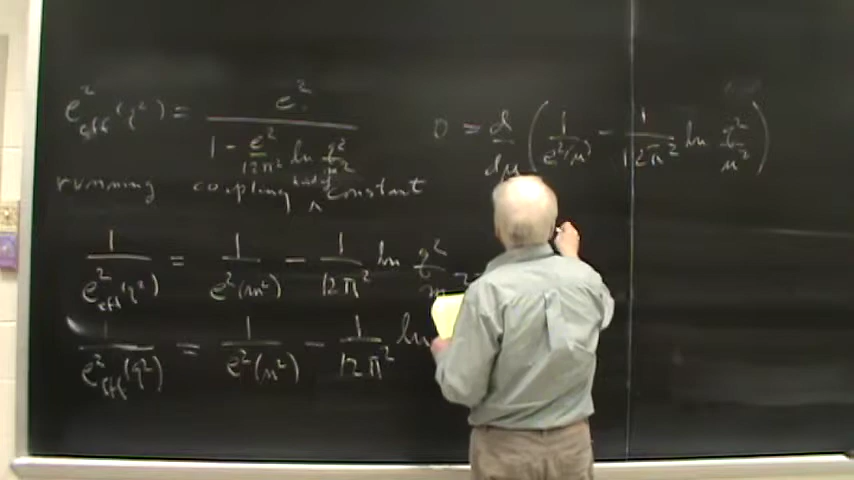 e²_eff(q²) = e² / (1 - e²/12π² ln q²/μ²)
running coupling constant
1/e²_eff(q²) = 1/e²(m²) - 1/12π² ln q²/m²
1/e²_eff(q²) = 1/e²(μ²) - 1/12π² ln
0 = d/dμ (1/e²(μ) - 1/12π² ln q²/μ²)